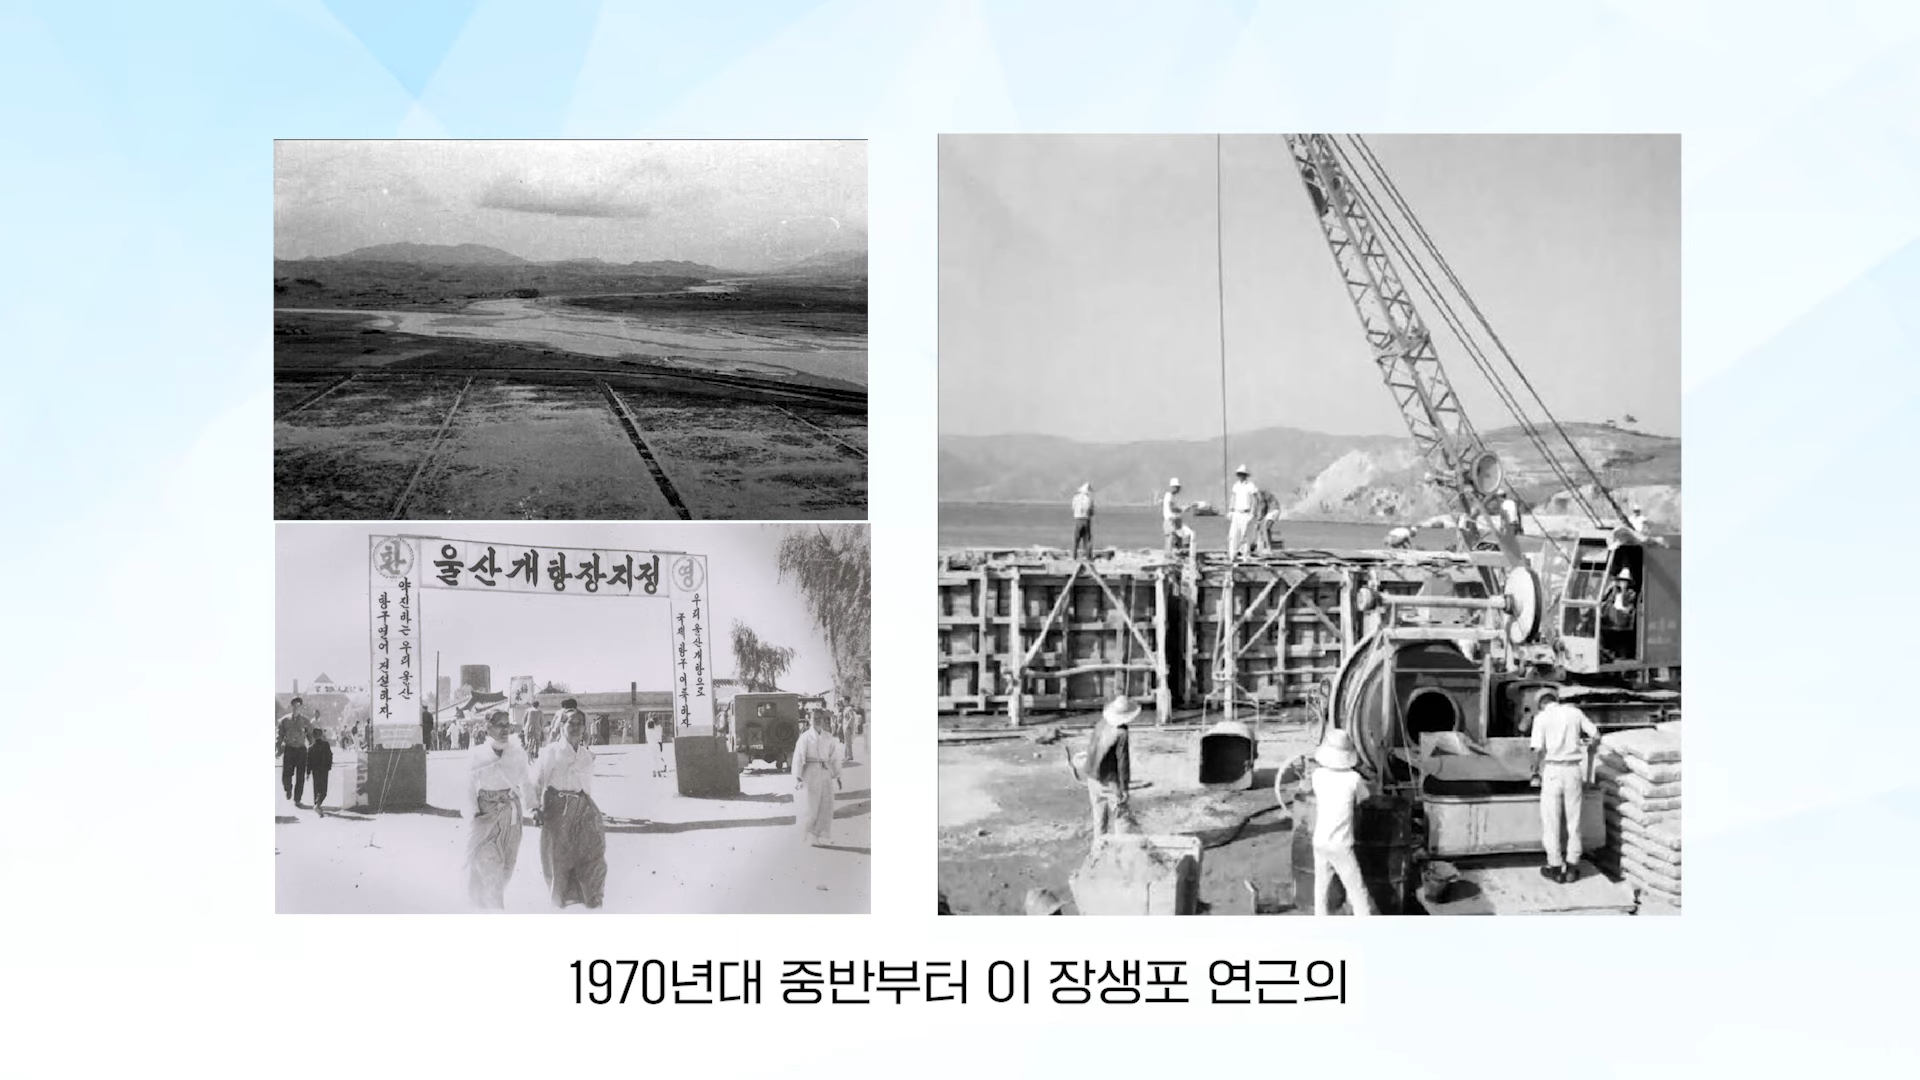 환
울산개항장지정
영
약진하는 우리 울산
항구열어 건설하자
우리 울산개항으로
국제항구 이룩하자
1970년대 중반부터 이 장생포 연근의